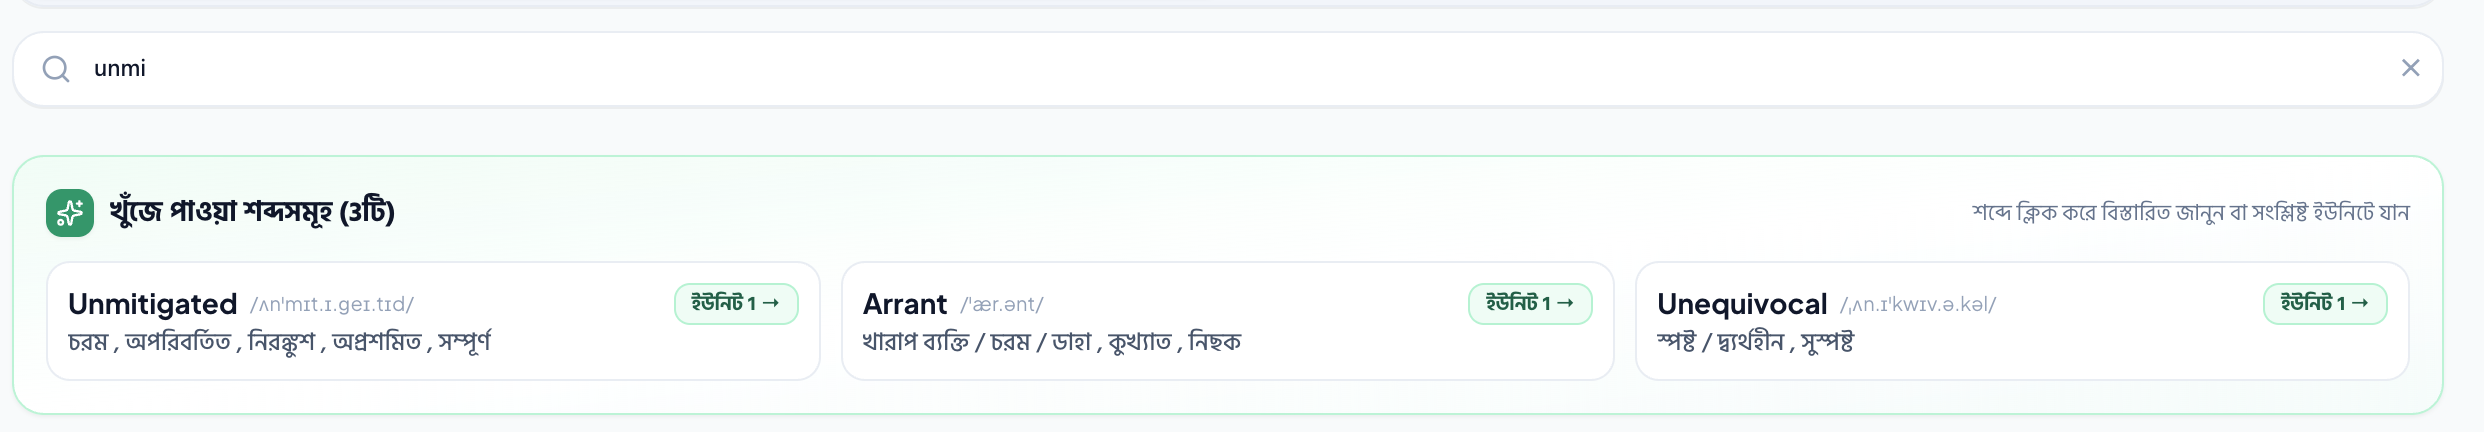 unmi
খুঁজে পাওয়া শব্দসমূহ (3টি)
শব্দে ক্লিক করে বিস্তারিত জানুন বা সংশ্লিষ্ট ইউনিটে যান
Unmitigated /ʌnˈmɪt.ɪ.ɡeɪ.tɪd/ ইউনিট 1 →
চরম , অপরিবর্তিত , নিরঙ্কুশ , অপ্রশমিত , সম্পূর্ণ
Arrant /ˈær.ənt/ ইউনিট 1 →
খারাপ ব্যক্তি / চরম / ডাহা , কুখ্যাত , নিছক
Unequivocal /ˌʌn.ɪˈkwɪv.ə.kəl/ ইউনিট 1 →
স্পষ্ট / দ্ব্যর্থহীন , সুস্পষ্ট